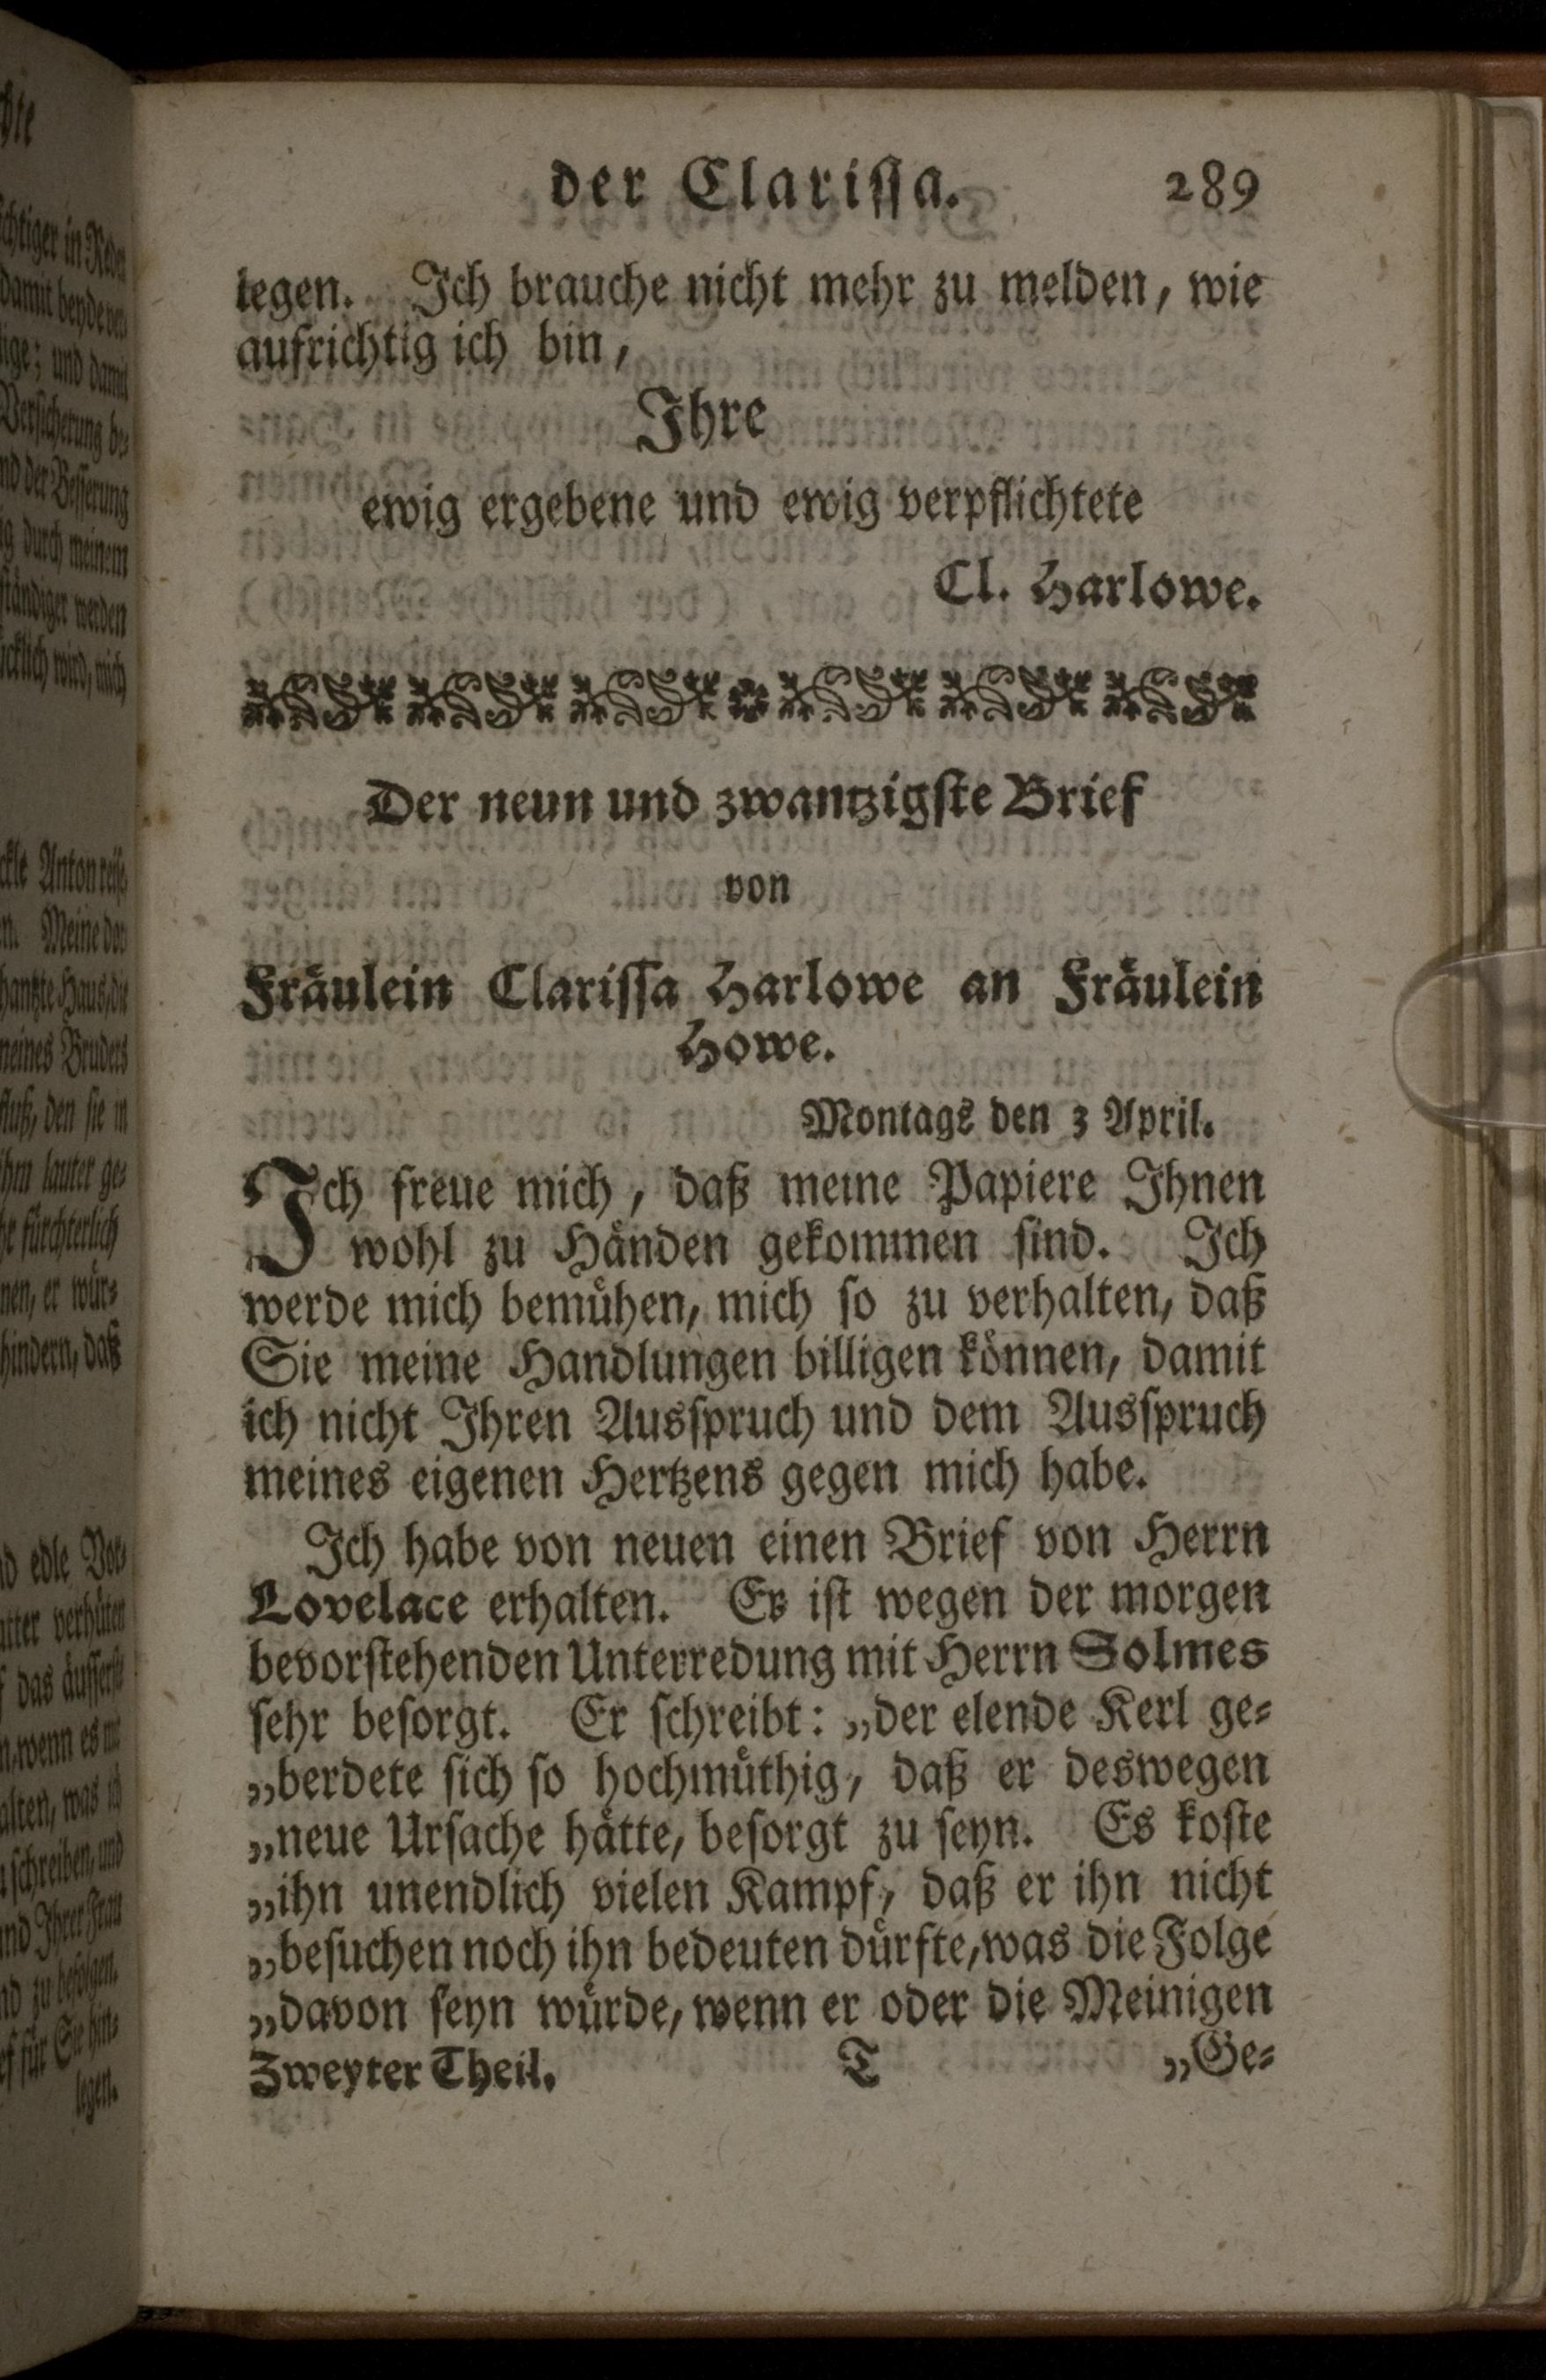 der Clariſſa. 289
legen. Ich brauche nicht mehr zu melden, wie
aufrichtig ich bin,
Ihre
ewig ergebene und ewig verpflichtete
Cl. Harlowe.
Der neun und zwantzigſte Brief
von
Fräulein Clariſſa Harlowe an Fräulein
Howe.
Montags den 3 April.
Ich freue mich, daß meine Papiere Ihnen
wohl zu Händen gekommen ſind. Ich
werde mich bemühen, mich ſo zu verhalten, daß
Sie meine Handlungen billigen können, damit
ich nicht Ihren Ausſpruch und dem Ausſpruch
meines eigenen Hertzens gegen mich habe.
Ich habe von neuen einen Brief von Herrn
Lovelace erhalten. Er iſt wegen der morgen
bevorſtehenden Unterredung mit Herrn Solmes
ſehr beſorgt. Er ſchreibt: „der elende Kerl ge-
„berdete ſich ſo hochmüthig, daß er deswegen
„neue Urſache hätte, beſorgt zu ſeyn. Es koſte
„ihn unendlich vielen Kampf, daß er ihn nicht
„beſuchen noch ihn bedeuten dürfte, was die Folge
„davon ſeyn würde, wenn er oder die Meinigen
Zweyter Theil. T „Ge-